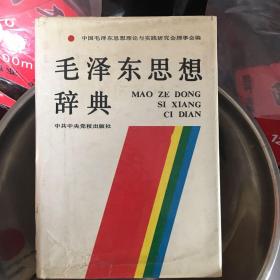 中国毛泽东思想理论与实践研究会理事会编
毛泽东思想
辞典
MAO ZE DONG
SI XIANG
CI DIAN
中共中央党校出版社